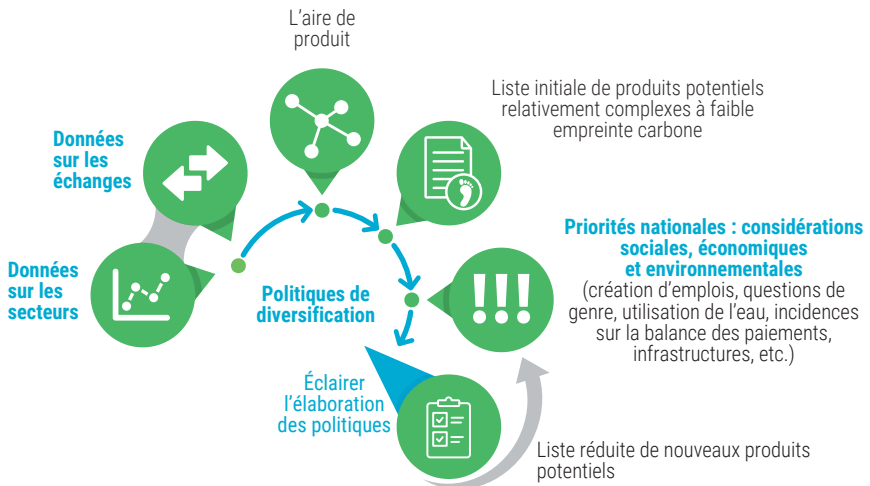 L'aire de
produit
Liste initiale de produits potentiels
relativement complexes à faible
empreinte carbone
Données
sur les
échanges
Données
sur les
secteurs
Politiques de
diversification
Priorités nationales : considérations
sociales, économiques
et environnementales
(création d'emplois, questions de
genre, utilisation de l'eau, incidences
sur la balance des paiements,
infrastructures, etc.)
Éclairer
l'élaboration
des politiques
Liste réduite de nouveaux produits
potentiels